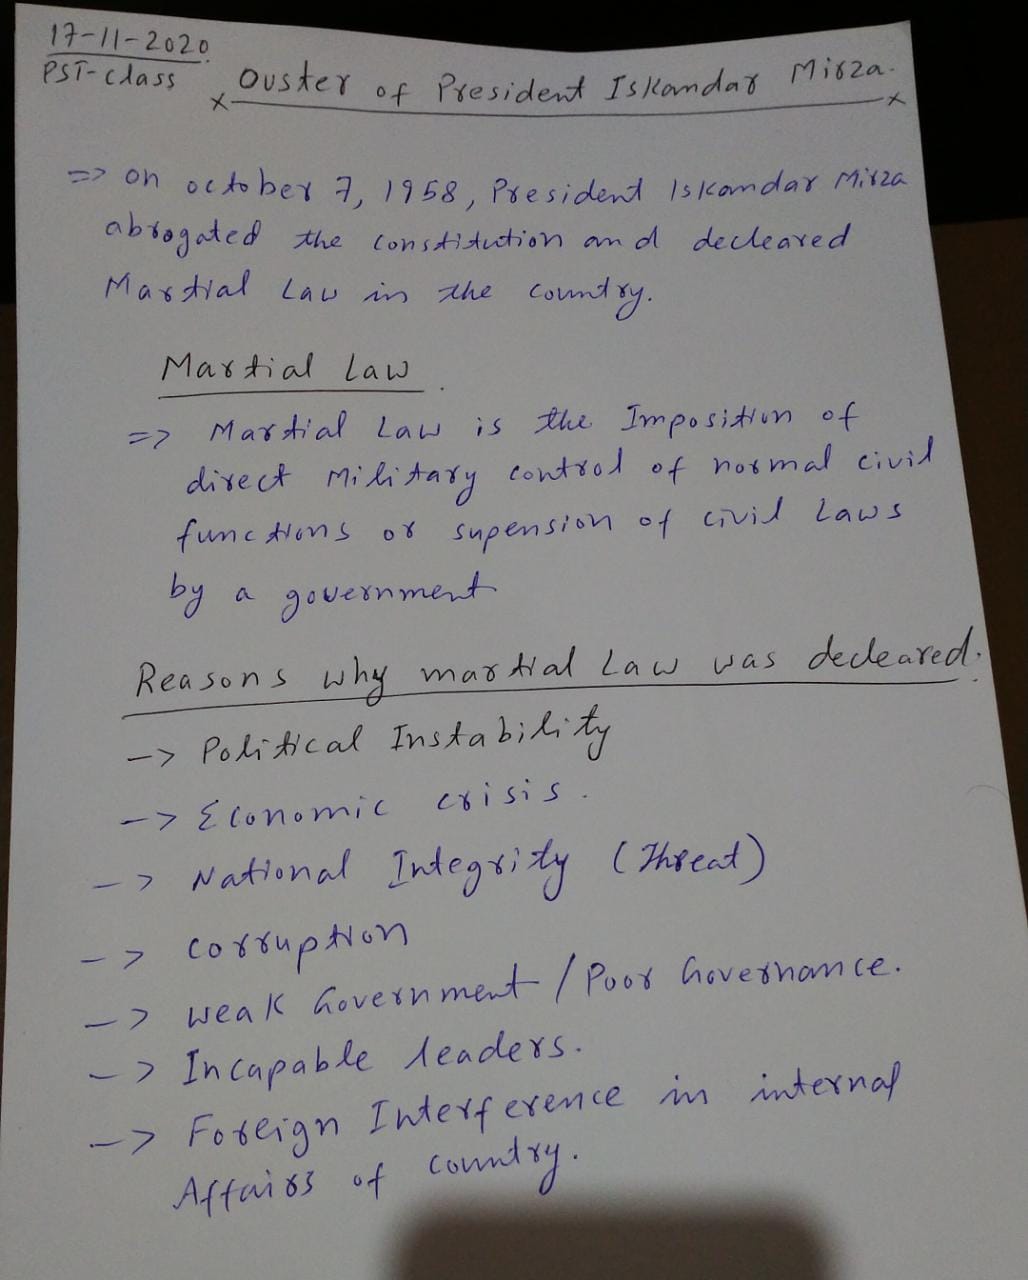 17-11-2020
PST-class
x Ouster of President Iskandar Mirza. x
=> on october 7, 1958, President Iskandar Mirza
abrogated the constitution and decleared
Martial Law in the country.
Martial Law
=> Martial Law is the Imposition of
direct Military control of normal civil
functions or supension of civil Laws
by a government
Reasons why martial Law was decleared.
-> Political Instability
-> Economic crisis.
-> National Integrity (Threat)
-> corruption
-> weak Government / Poor Governance.
-> Incapable leaders.
-> Foreign Interference in internal
Affairs of country.